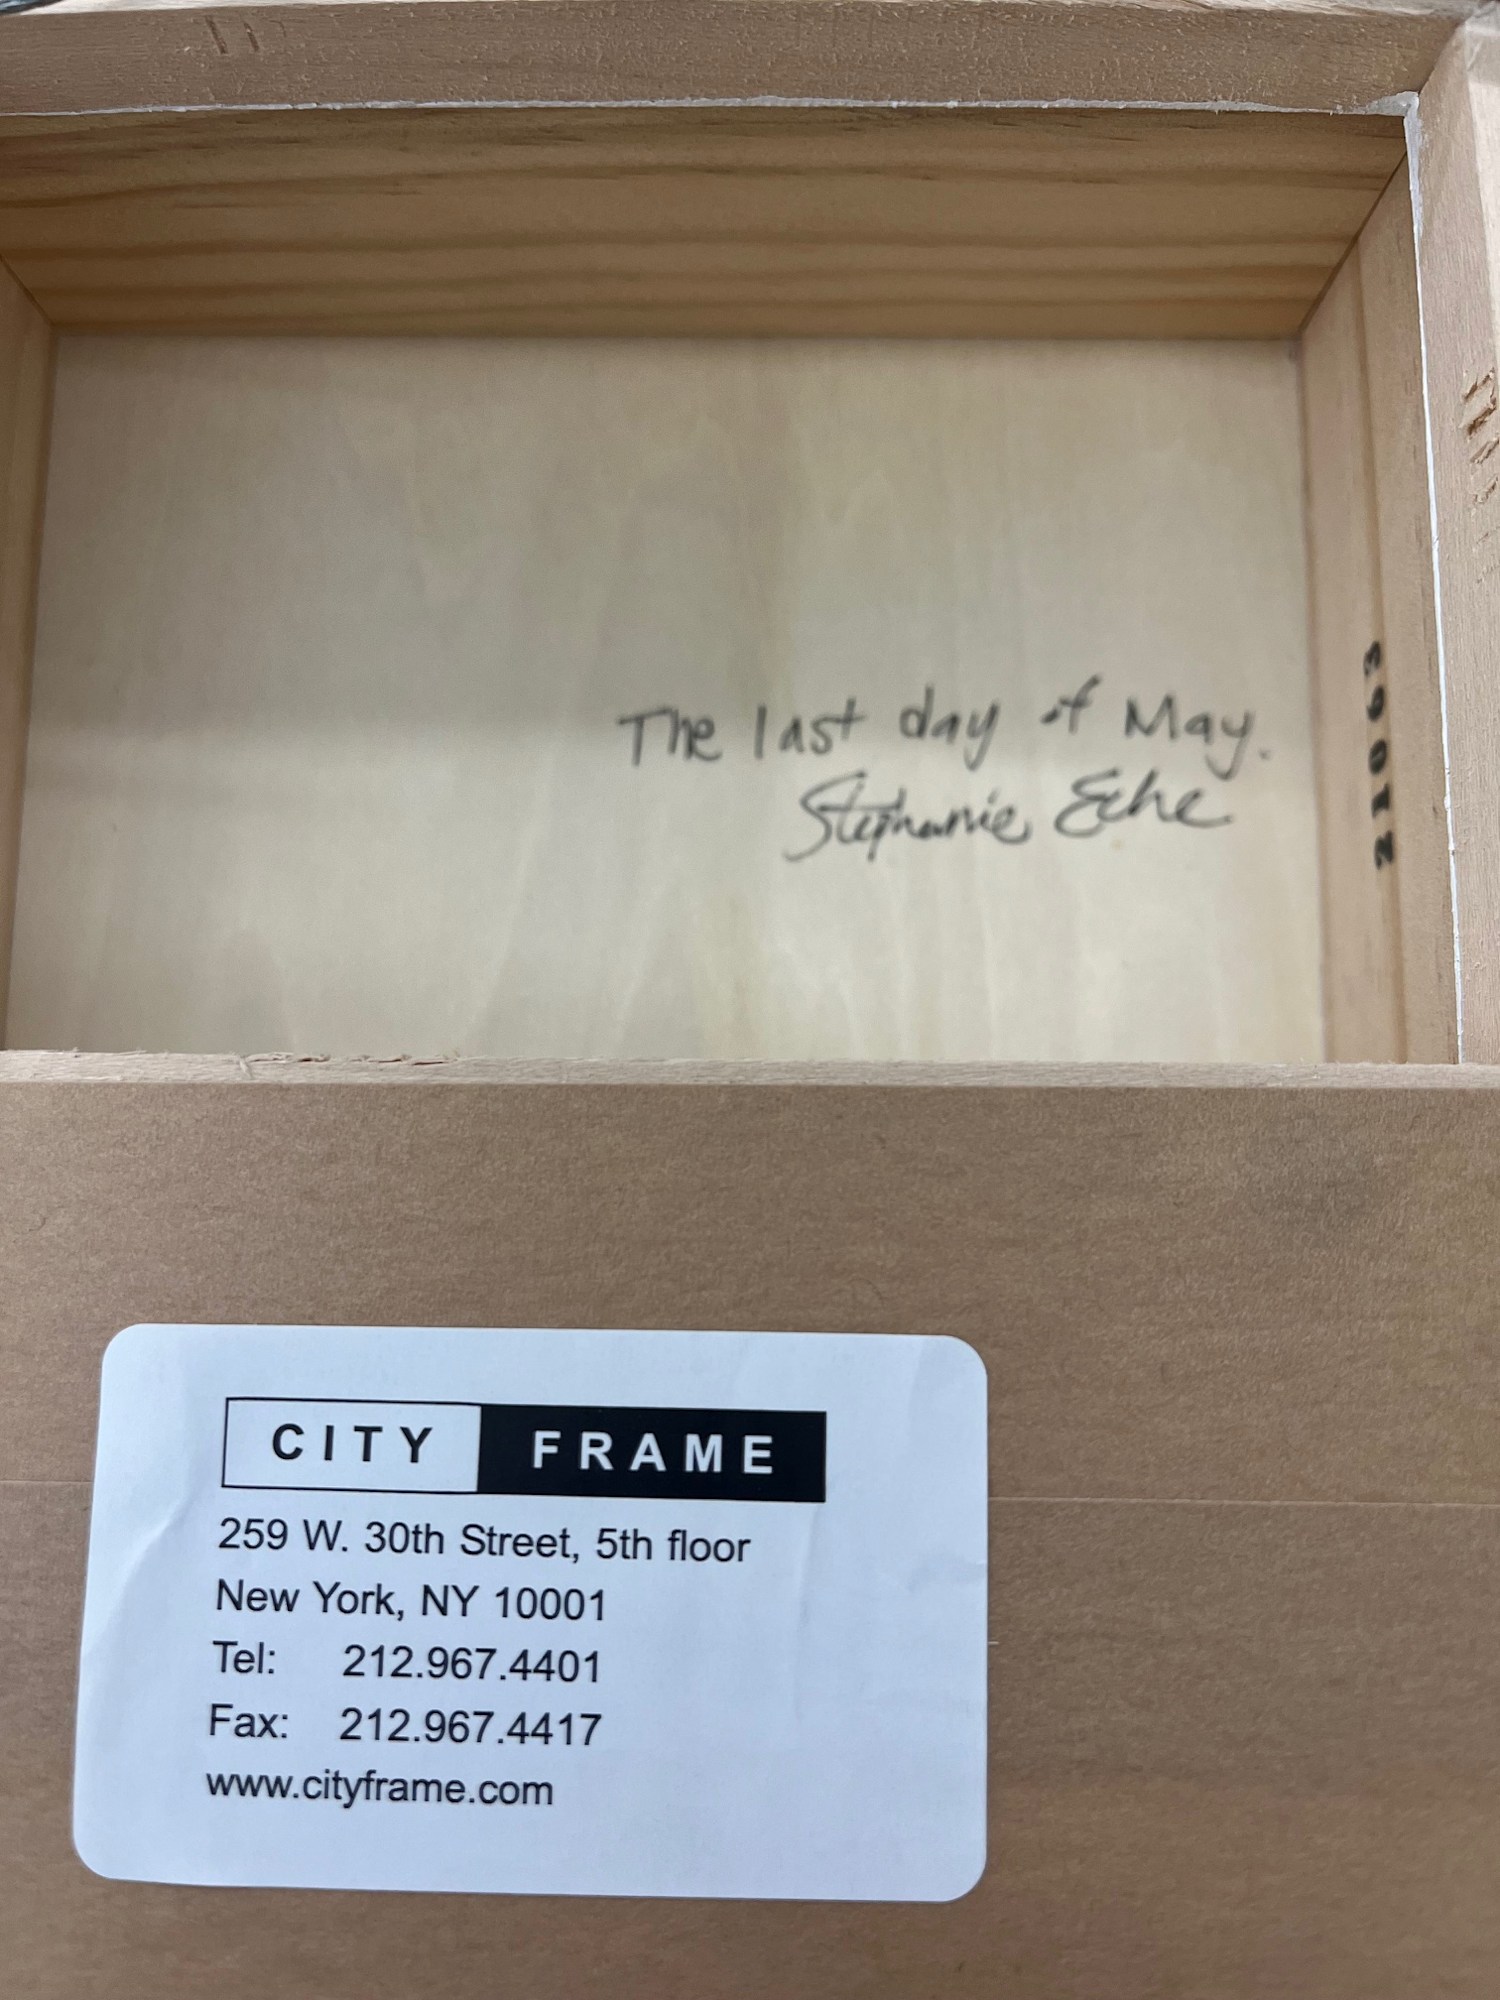 The last day of May.
Stephanie Eche
CITY FRAME
259 W. 30th Street, 5th floor
New York, NY 10001
Tel: 212.967.4401
Fax: 212.967.4417
www.cityframe.com